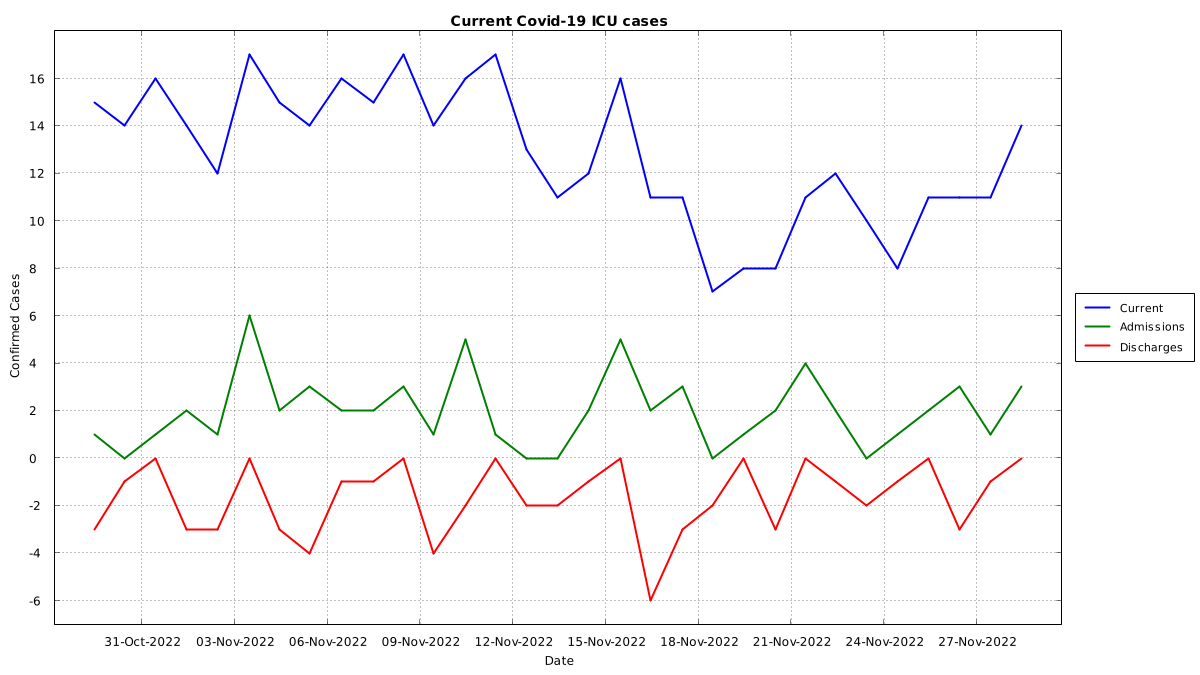 Current Covid-19 ICU cases
16
14
12
10
8
6
4
2
0
-2
-4
-6
Confirmed Cases
31-Oct-2022 03-Nov-2022 06-Nov-2022 09-Nov-2022 12-Nov-2022 15-Nov-2022 18-Nov-2022 21-Nov-2022 24-Nov-2022 27-Nov-2022
Date
Current
Admissions
Discharges